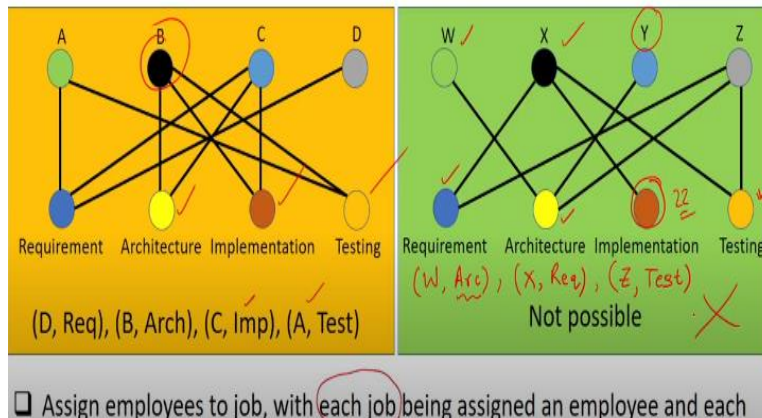 A B C D
Requirement Architecture Implementation Testing
(D, Req), (B, Arch), (C, Imp), (A, Test)
W X Y Z
22
Requirement Architecture Implementation Testing
(W, Arc), (X, Req), (Z, Test)
Not possible
❑ Assign employees to job, with each job being assigned an employee and each